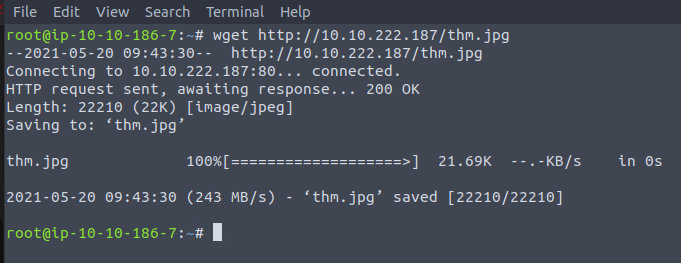 File Edit View Search Terminal Help
root@ip-10-10-186-7:~# wget http://10.10.222.187/thm.jpg
--2021-05-20 09:43:30--  http://10.10.222.187/thm.jpg
Connecting to 10.10.222.187:80... connected.
HTTP request sent, awaiting response... 200 OK
Length: 22210 (22K) [image/jpeg]
Saving to: ‘thm.jpg’
thm.jpg             100%[===================>]  21.69K  --.-KB/s    in 0s
2021-05-20 09:43:30 (243 MB/s) - ‘thm.jpg’ saved [22210/22210]
root@ip-10-10-186-7:~#